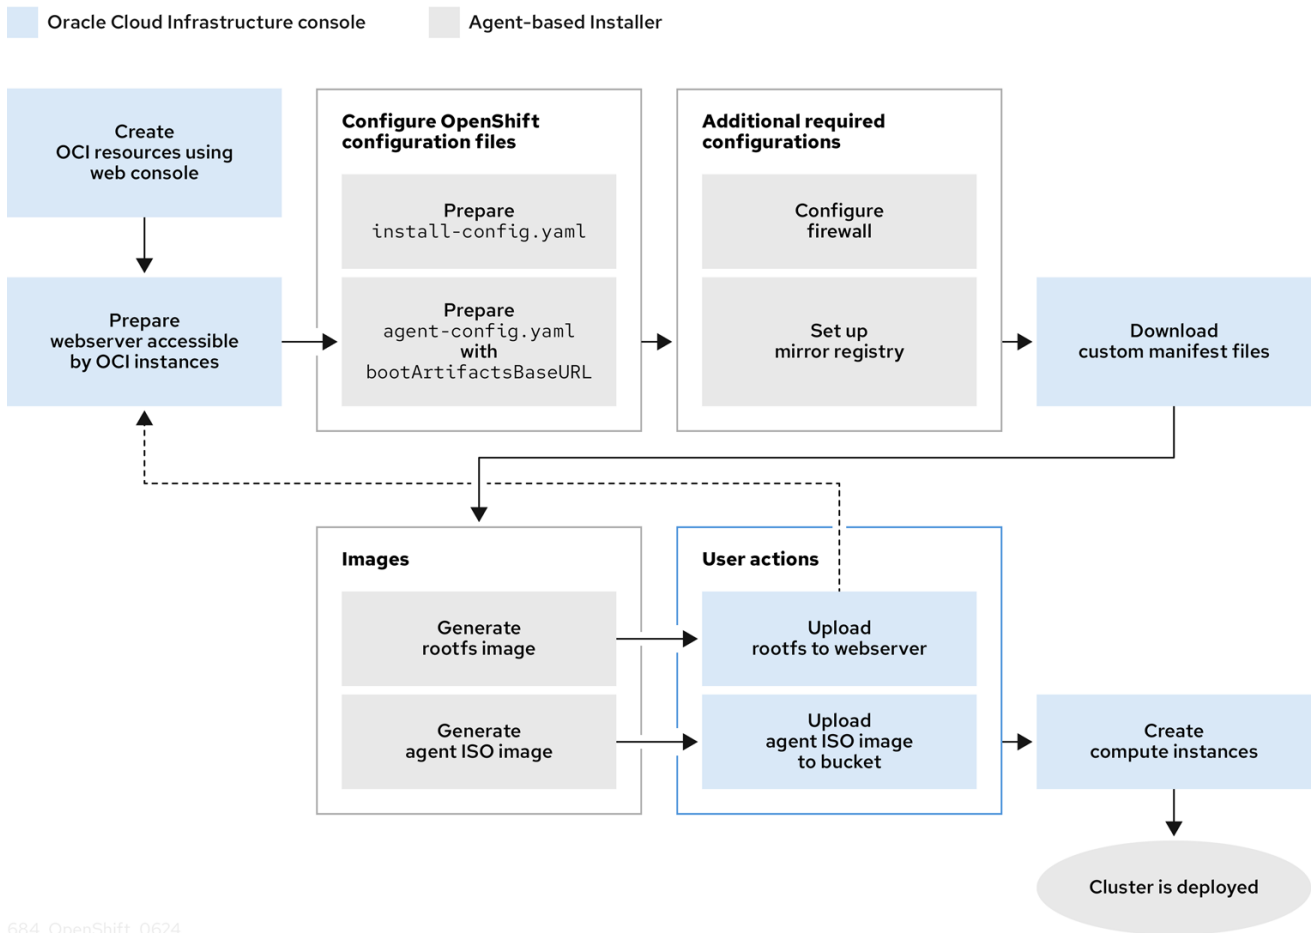 Oracle Cloud Infrastructure console
Agent-based Installer
Create
OCI resources using
web console
Prepare
webserver accessible
by OCI instances
Configure OpenShift
configuration files
Prepare
install-config.yaml
Prepare
agent-config.yaml
with
bootArtifactsBaseURL
Additional required
configurations
Configure
firewall
Set up
mirror registry
Download
custom manifest files
Images
Generate
rootfs image
Generate
agent ISO image
User actions
Upload
rootfs to webserver
Upload
agent ISO image
to bucket
Create
compute instances
Cluster is deployed
684_OpenShift_0624